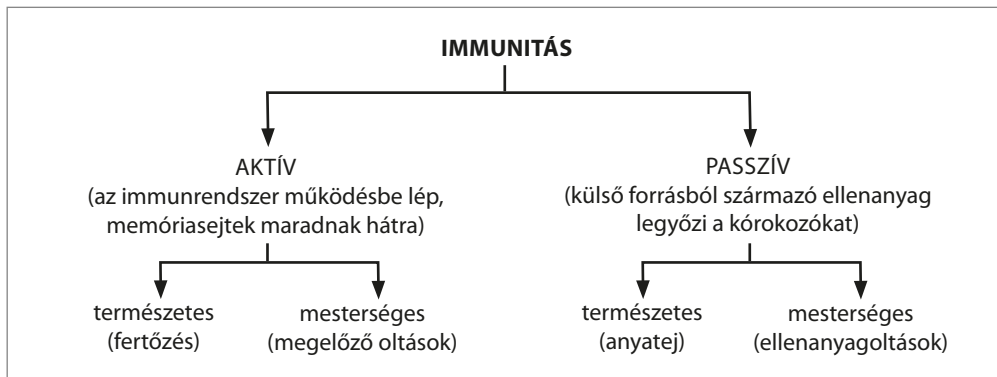 IMMUNITÁS
AKTÍV
(az immunrendszer működésbe lép,
memóriasejtek maradnak hátra)
PASSZÍV
(külső forrásból származó ellenanyag
legyőzi a kórokozókat)
természetes
(fertőzés)
mesterséges
(megelőző oltások)
természetes
(anyatej)
mesterséges
(ellenanyagoltások)